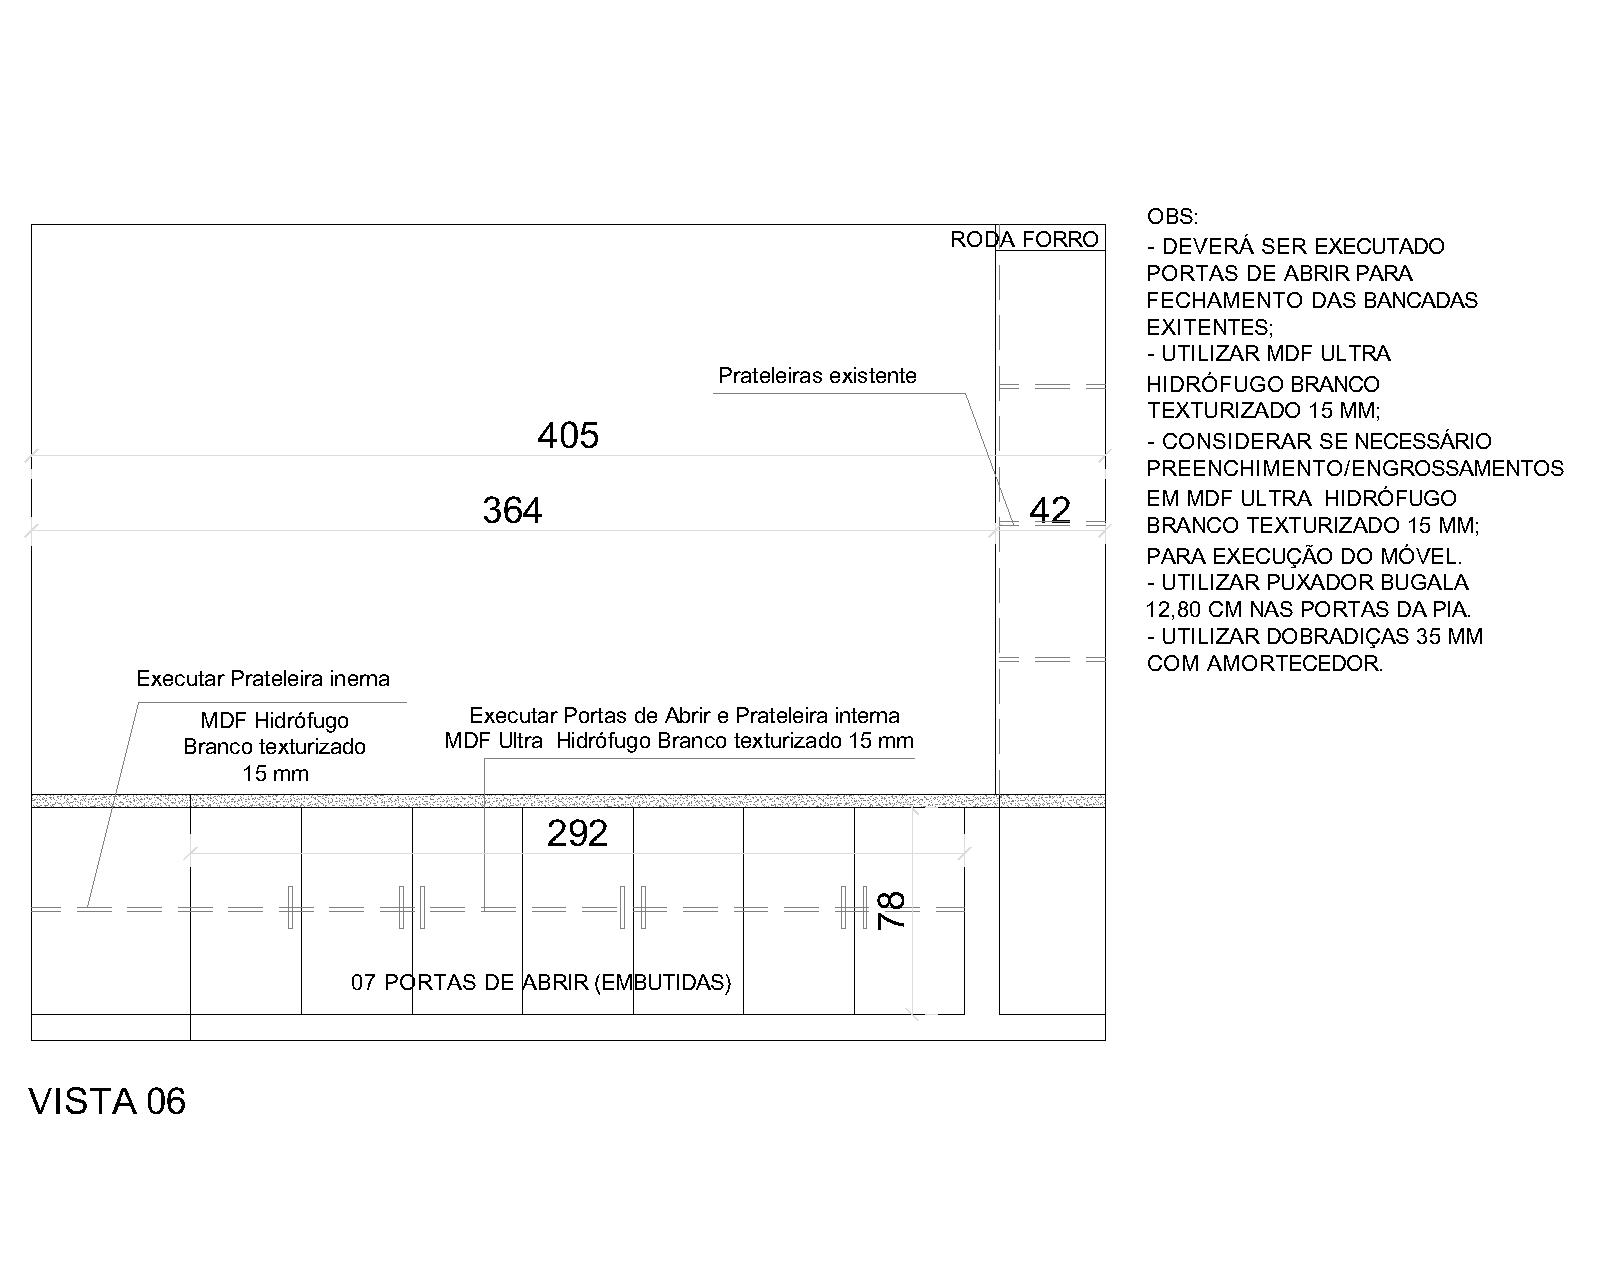 OBS:
- DEVERÁ SER EXECUTADO
PORTAS DE ABRIR PARA
FECHAMENTO DAS BANCADAS
EXITENTES;
- UTILIZAR MDF ULTRA
HIDRÓFUGO BRANCO
TEXTURIZADO 15 MM;
- CONSIDERAR SE NECESSÁRIO
PREENCHIMENTO/ENGROSSAMENTOS
EM MDF ULTRA HIDRÓFUGO
BRANCO TEXTURIZADO 15 MM;
PARA EXECUÇÃO DO MÓVEL.
- UTILIZAR PUXADOR BUGALA
12,80 CM NAS PORTAS DA PIA.
- UTILIZAR DOBRADIÇAS 35 MM
COM AMORTECEDOR.
RODA FORRO
Prateleiras existente
405
364
42
Executar Prateleira inerna
MDF Hidrófugo
Branco texturizado
15 mm
Executar Portas de Abrir e Prateleira interna
MDF Ultra Hidrófugo Branco texturizado 15 mm
292
78
07 PORTAS DE ABRIR (EMBUTIDAS)
VISTA 06